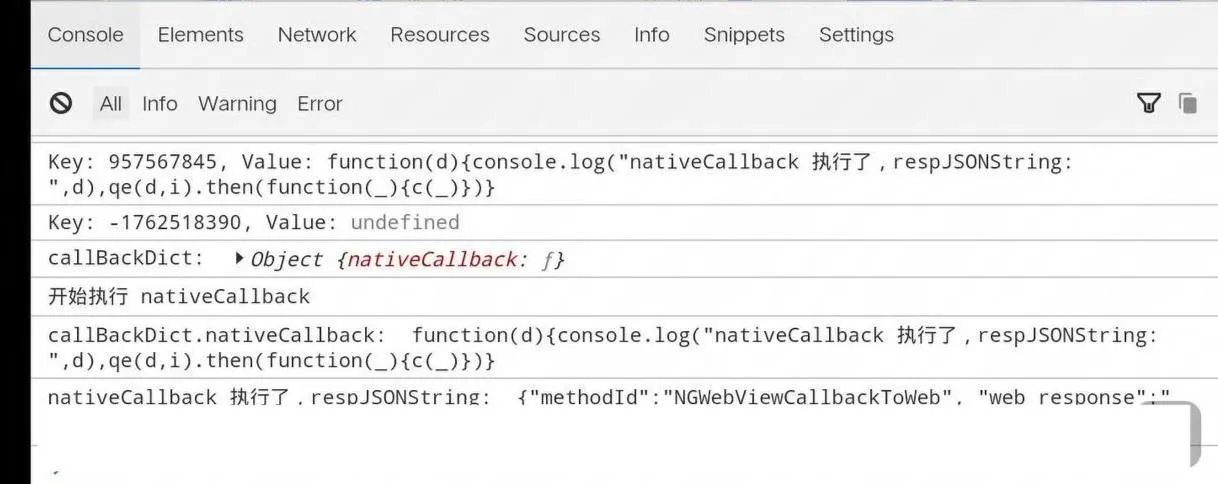 Console Elements Network Resources Sources Info Snippets Settings
All Info Warning Error
Key: 957567845, Value: function(d){console.log("nativeCallback 执行了,respJSONString:
",d),qe(d,i).then(function(_){c(_)})}
Key: -1762518390, Value: undefined
callBackDict: Object {nativeCallback: ƒ}
开始执行 nativeCallback
callBackDict.nativeCallback: function(d){console.log("nativeCallback 执行了,respJSONString:
",d),qe(d,i).then(function(_){c(_)})}
nativeCallback 执行了,respJSONString: {"methodId":"NGWebViewCallbackToWeb", "web_response":"